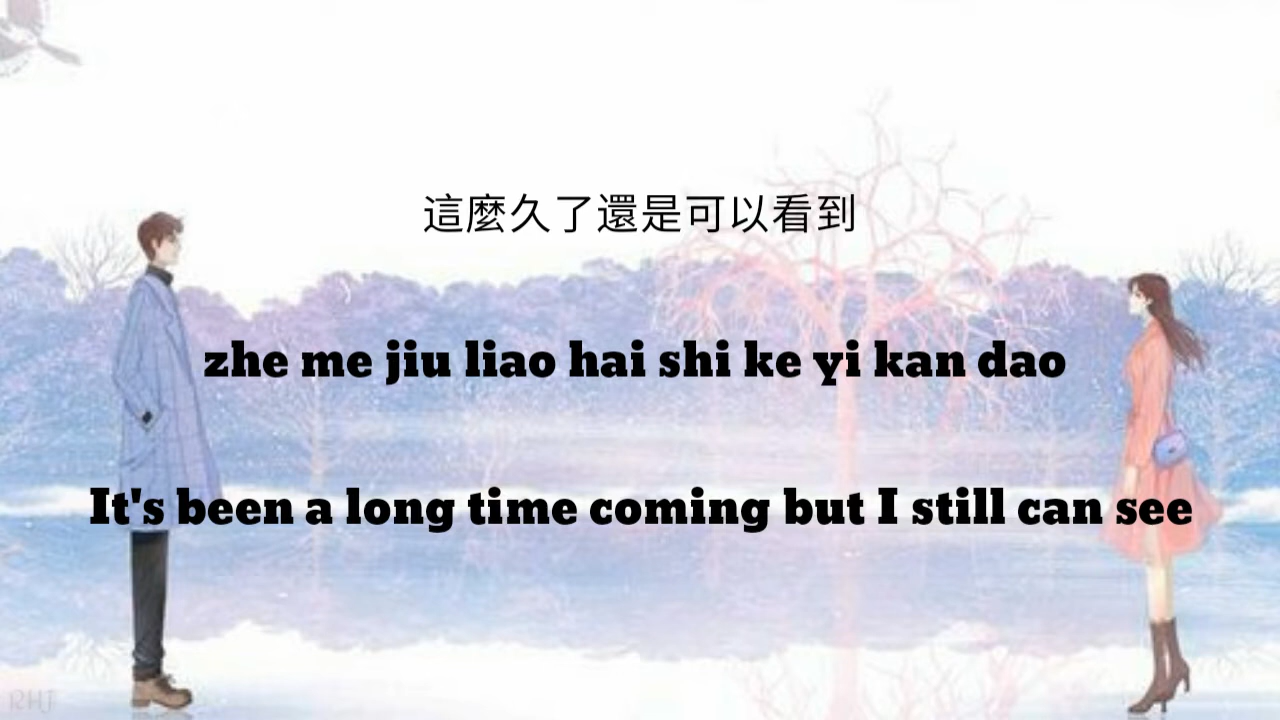 這麼久了還是可以看到
zhe me jiu liao hai shi ke yi kan dao
It's been a long time coming but I still can see
RHJ